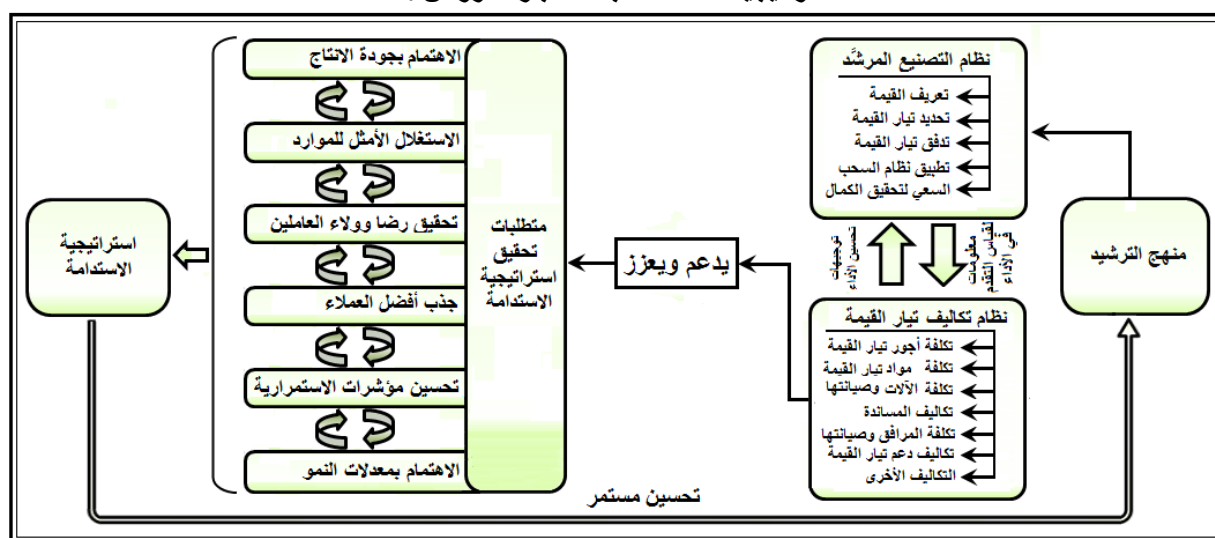 منهج الترشيد
نظام التصنيع المرشَّد
تعريف القيمة
تحديد تيار القيمة
تدفق تيار القيمة
تطبيق نظام السحب
السعي لتحقيق الكمال
معلومات
لقياس التقدم
في الأداء
توجيهات
تحسين الأداء
نظام تكاليف تيار القيمة
تكلفة أجور تيار القيمة
تكلفة مواد تيار القيمة
تكلفة الآلات وصيانتها
تكاليف المساندة
تكلفة المرافق وصيانتها
تكاليف دعم تيار القيمة
التكاليف الأخرى
يدعم ويعزز
متطلبات
تحقيق
استراتيجية
الاستدامة
الاهتمام بجودة الانتاج
الاستغلال الأمثل للموارد
تحقيق رضا وولاء العاملين
جذب أفضل العملاء
تحسين مؤشرات الاستمرارية
الاهتمام بمعدلات النمو
استراتيجية
الاستدامة
تحسين مستمر